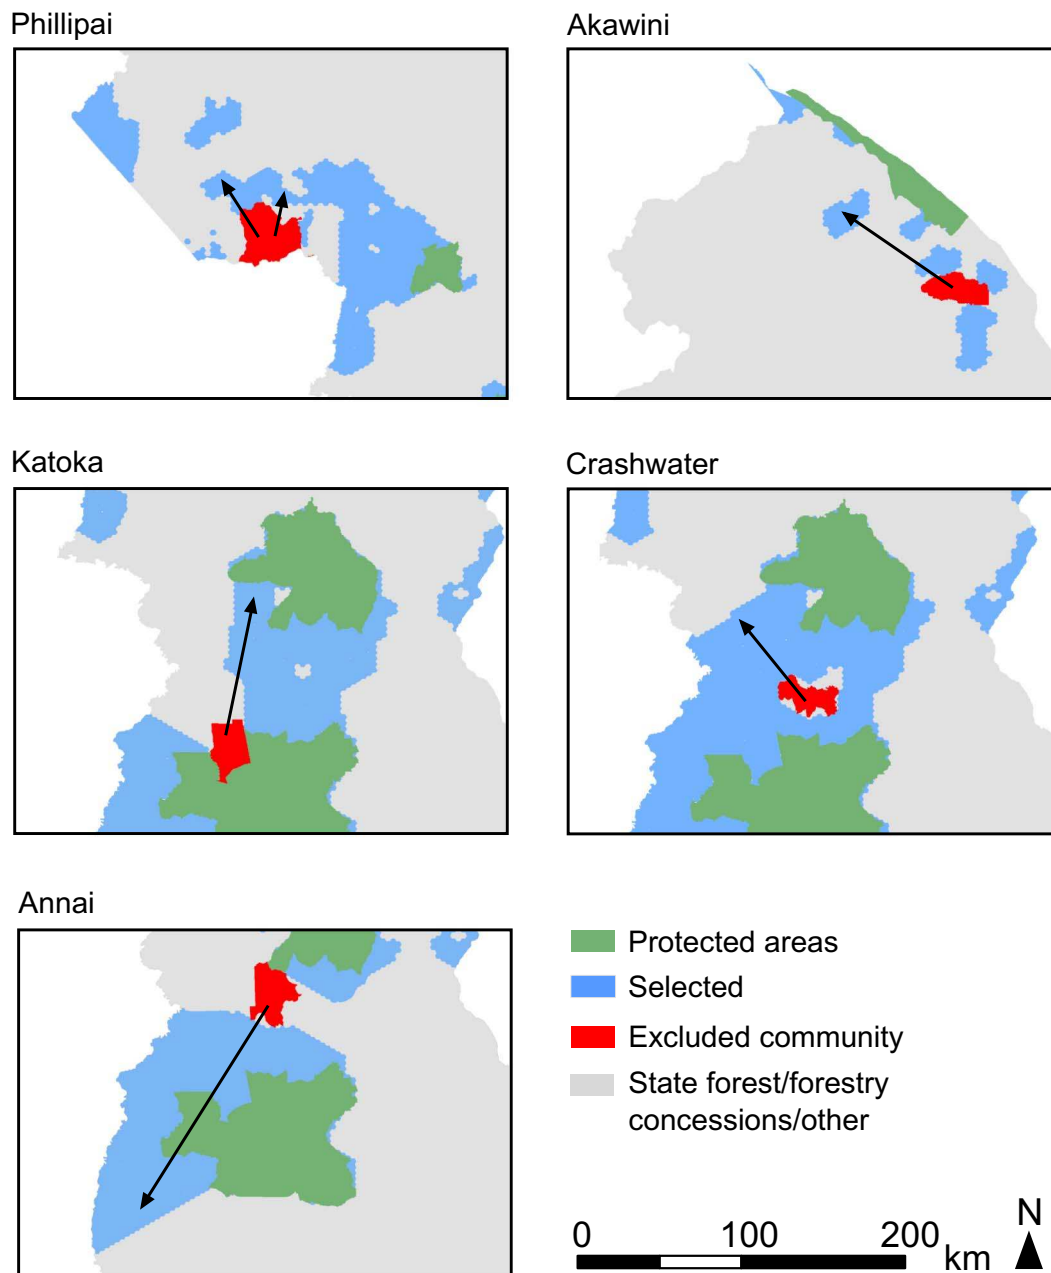 Phillipai
Akawini
Katoka
Crashwater
Annai
Protected areas
Selected
Excluded community
State forest/forestry
concessions/other
0 100 200 km
N